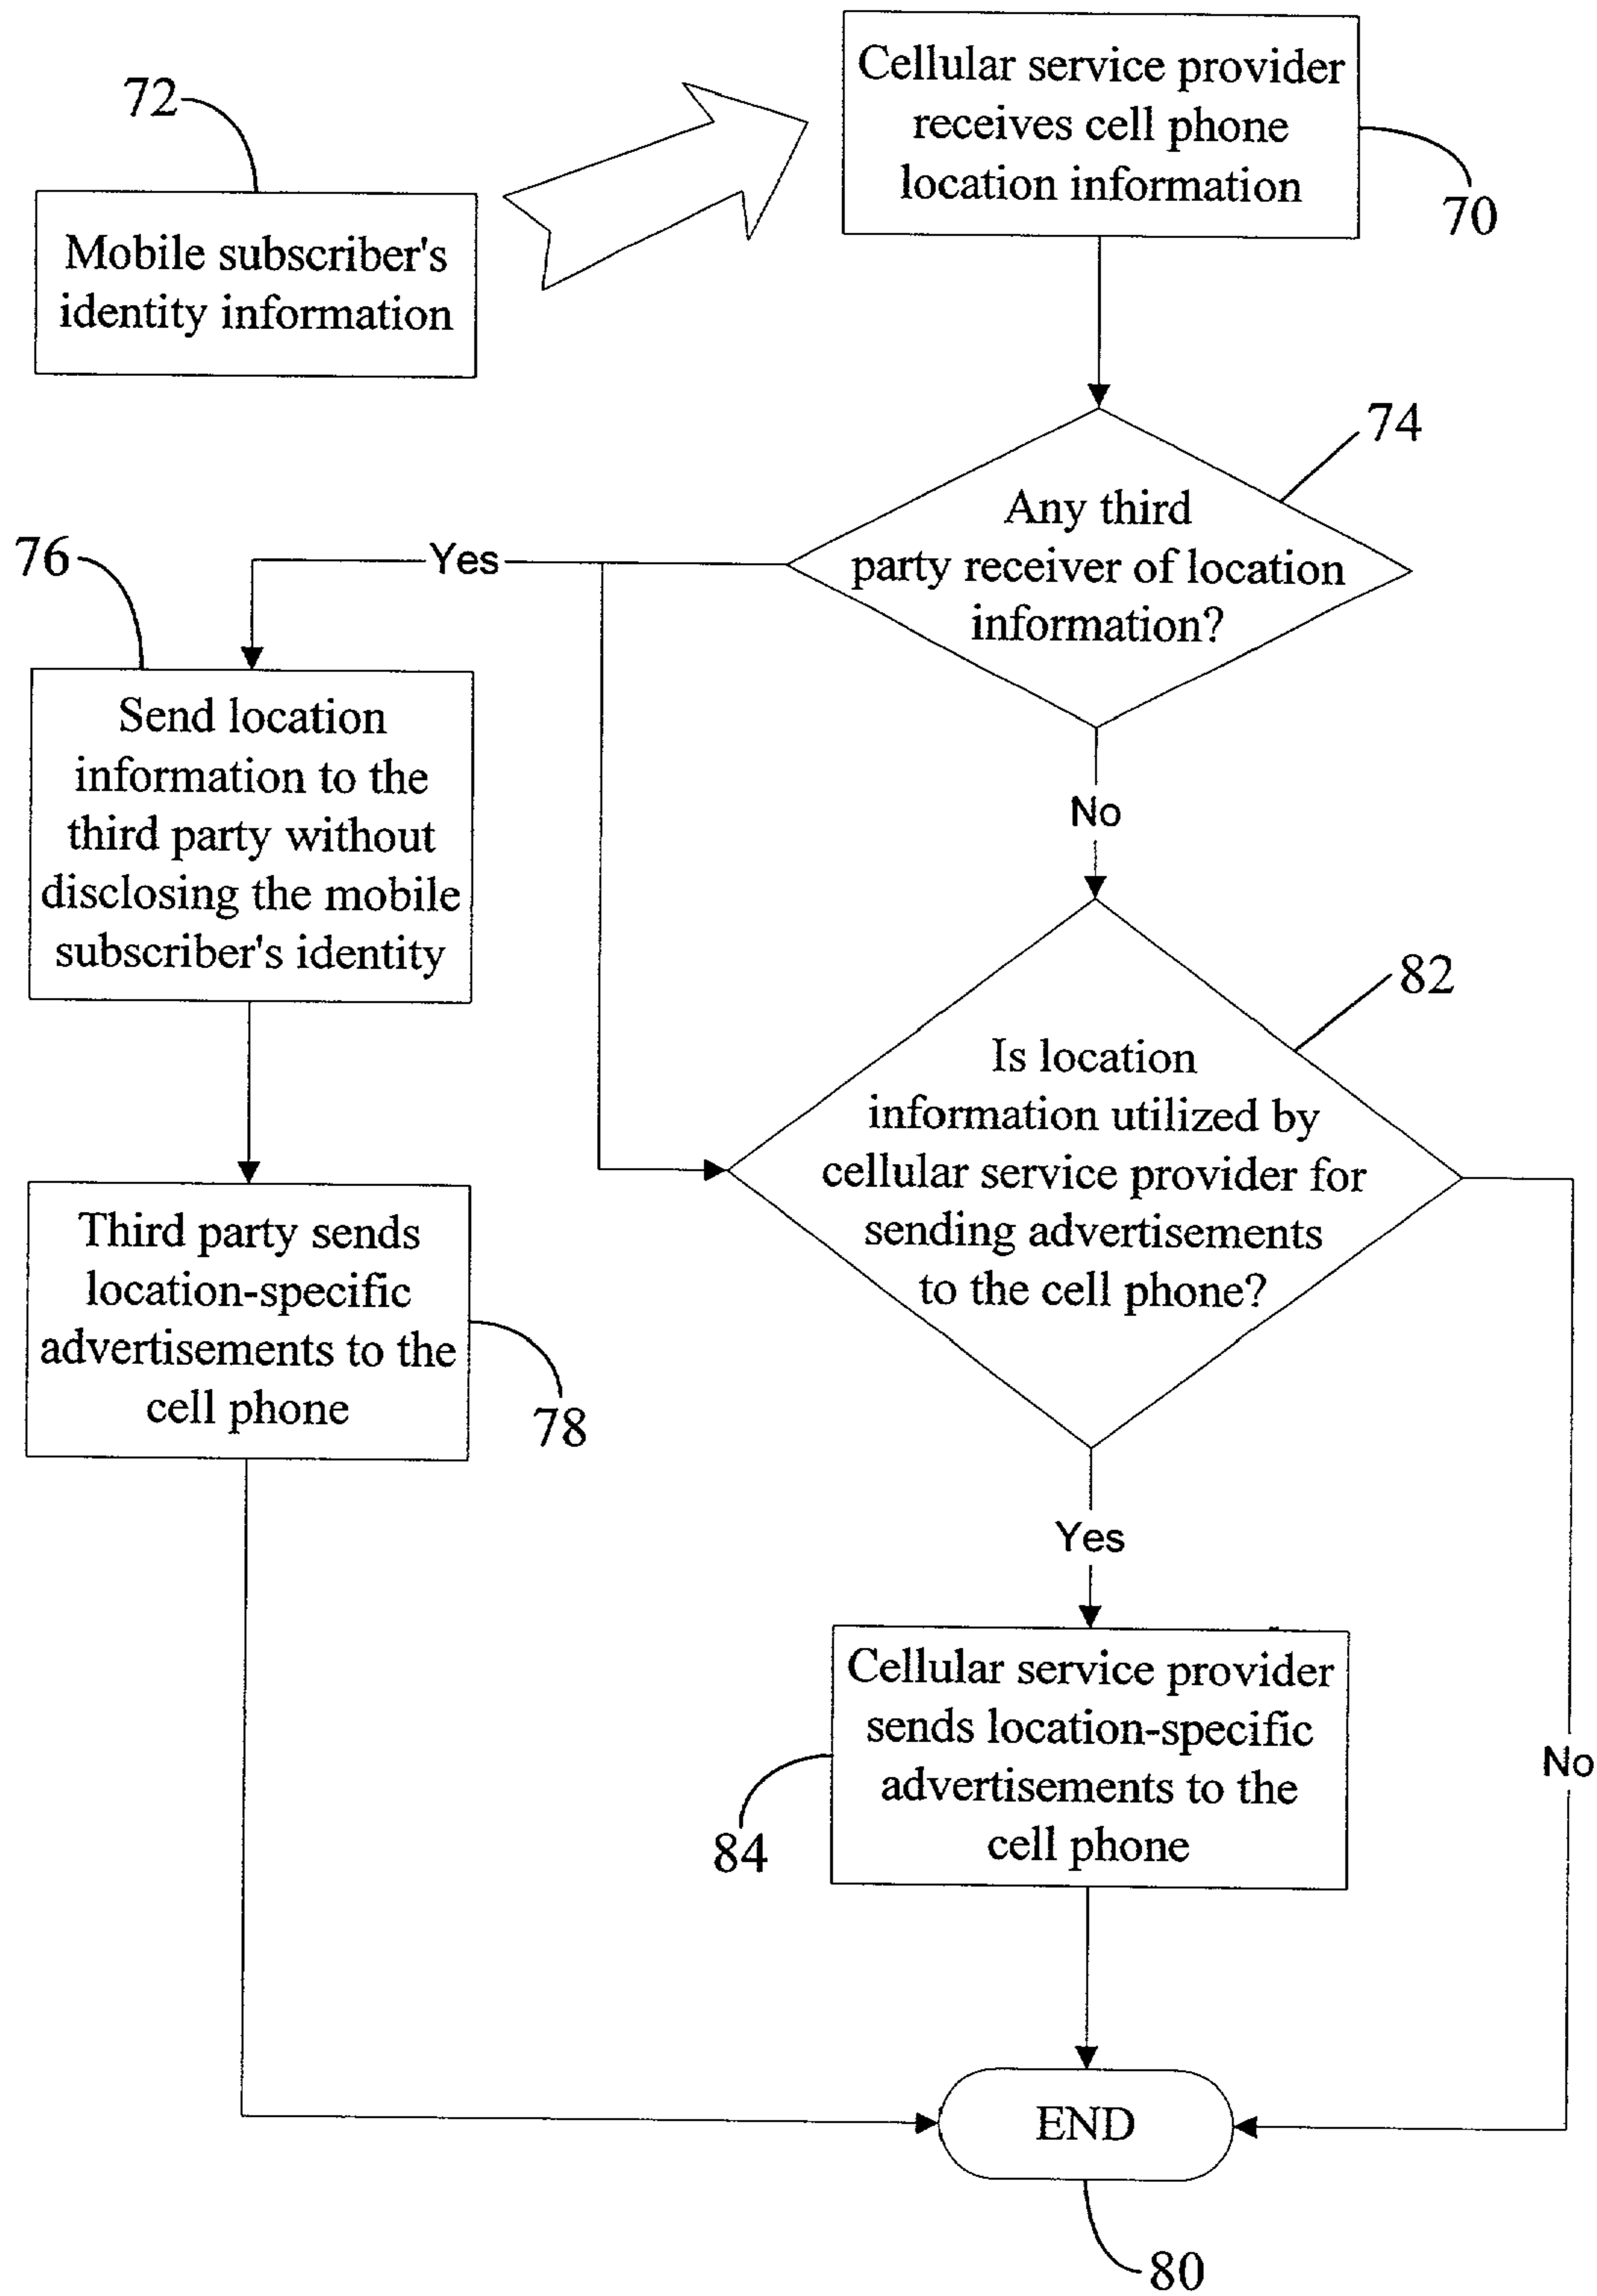 Cellular service provider
receives cell phone
location information
70
72
Mobile subscriber's
identity information
74
Any third
party receiver of location
information?
Yes
76
Send location
information to the
third party without
disclosing the mobile
subscriber's identity
No
82
Is location
information utilized by
cellular service provider for
sending advertisements
to the cell phone?
Third party sends
location-specific
advertisements to the
cell phone
78
Yes
Cellular service provider
sends location-specific
advertisements to the
cell phone
84
No
END
80